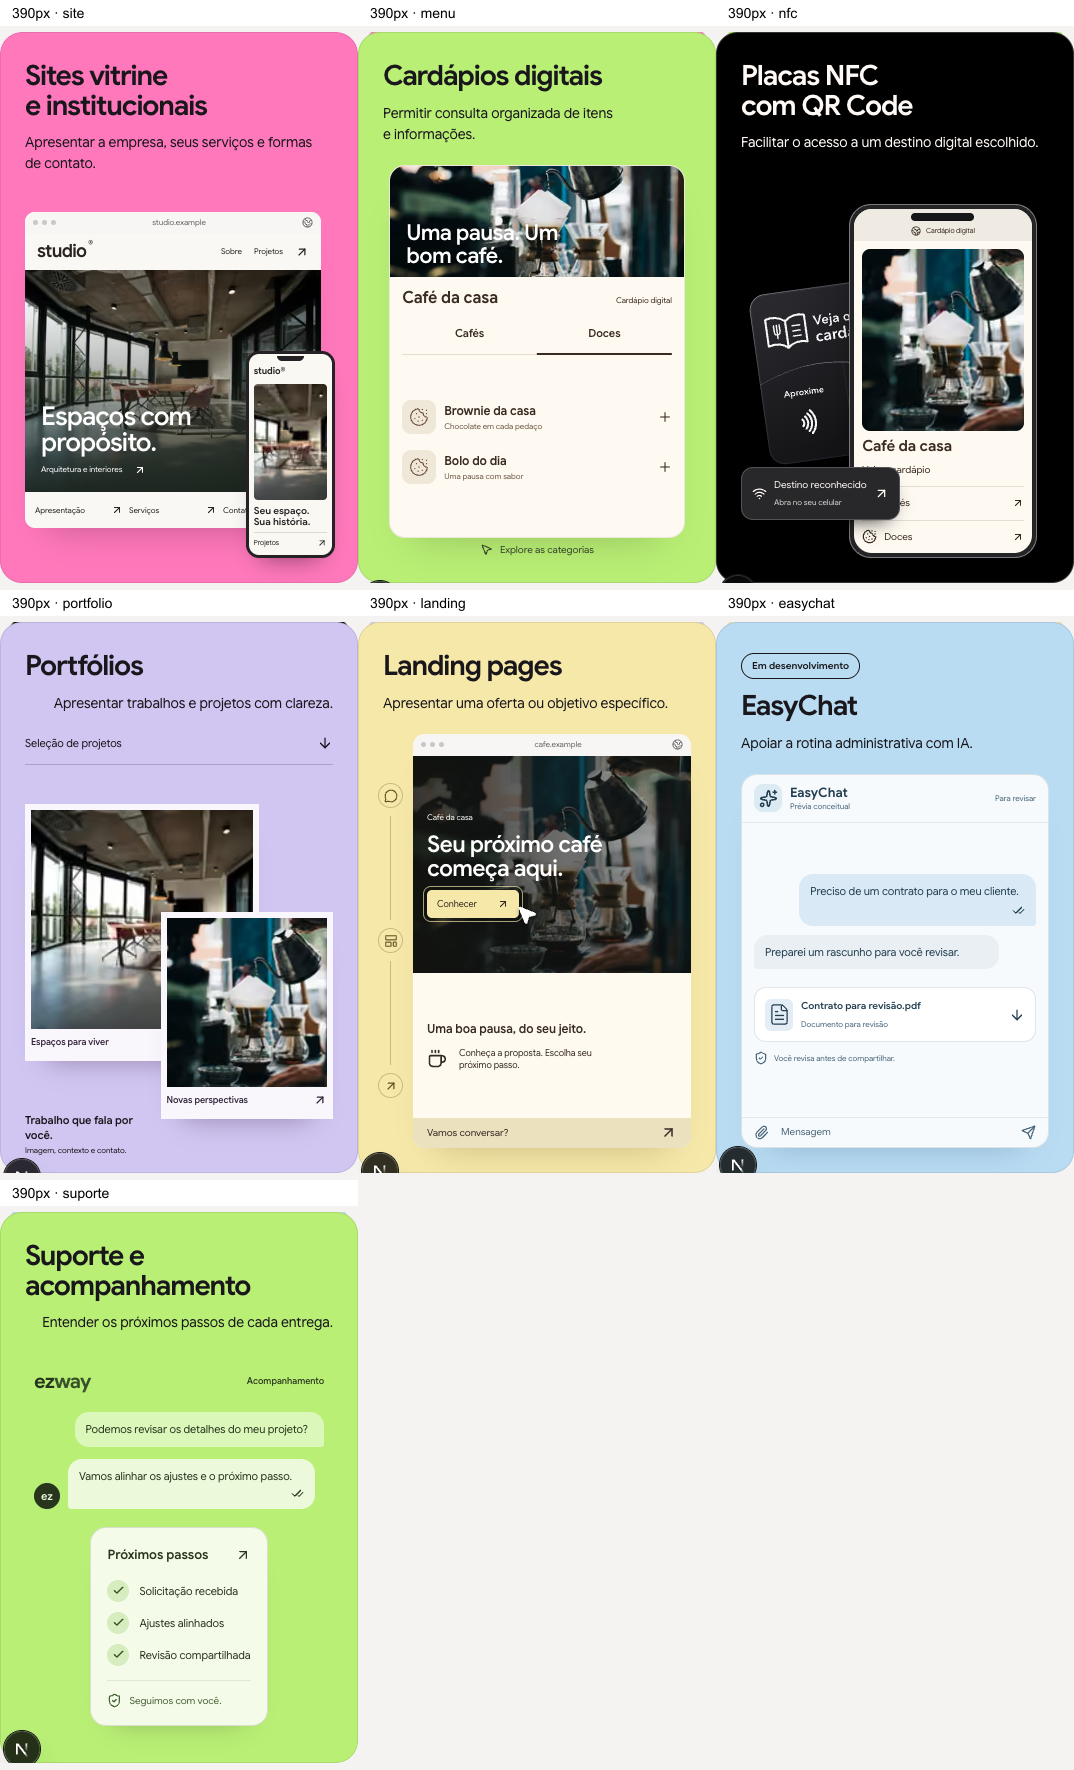 390px · site
Sites vitrine
e institucionais
Apresentar a empresa, seus serviços e formas
de contato.
studio.example
studio®
Sobre Projetos
Espaços com
propósito.
Arquitetura e interiores
Apresentação Serviços
studio®
Seu espaço.
Sua história.
Projetos
390px · menu
Cardápios digitais
Permitir consulta organizada de itens
e informações.
Uma pausa. Um
bom café.
Café da casa
Cardápio digital
Cafés Doces
Brownie da casa
Chocolate em cada pedaço
Bolo do dia
Uma pausa com sabor
Explore as categorias
390px · nfc
Placas NFC
com QR Code
Facilitar o acesso a um destino digital escolhido.
Cardápio digital
Veja o
Aproxime
Café da casa
Destino reconhecido
Abra no seu celular
Doces
390px · portfolio
Portfólios
Apresentar trabalhos e projetos com clareza.
Seleção de projetos
Espaços para viver
Novas perspectivas
Trabalho que fala por
você.
Imagem, contexto e contato.
390px · landing
Landing pages
Apresentar uma oferta ou objetivo específico.
cafe.example
Café da casa
Seu próximo café
começa aqui.
Conhecer
Uma boa pausa, do seu jeito.
Conheça a proposta. Escolha seu
próximo passo.
Vamos conversar?
N
390px · easychat
Em desenvolvimento
EasyChat
Apoiar a rotina administrativa com IA.
EasyChat
Prévia conceitual
Para revisar
Preciso de um contrato para o meu cliente.
Preparei um rascunho para você revisar.
Contrato para revisão.pdf
Documento para revisão
Você revisa antes de compartilhar.
Mensagem
N
390px · suporte
Suporte e
acompanhamento
Entender os próximos passos de cada entrega.
ezway
Acompanhamento
Podemos revisar os detalhes do meu projeto?
Vamos alinhar os ajustes e o próximo passo.
ez
Próximos passos
Solicitação recebida
Ajustes alinhados
Revisão compartilhada
Seguimos com você.
N